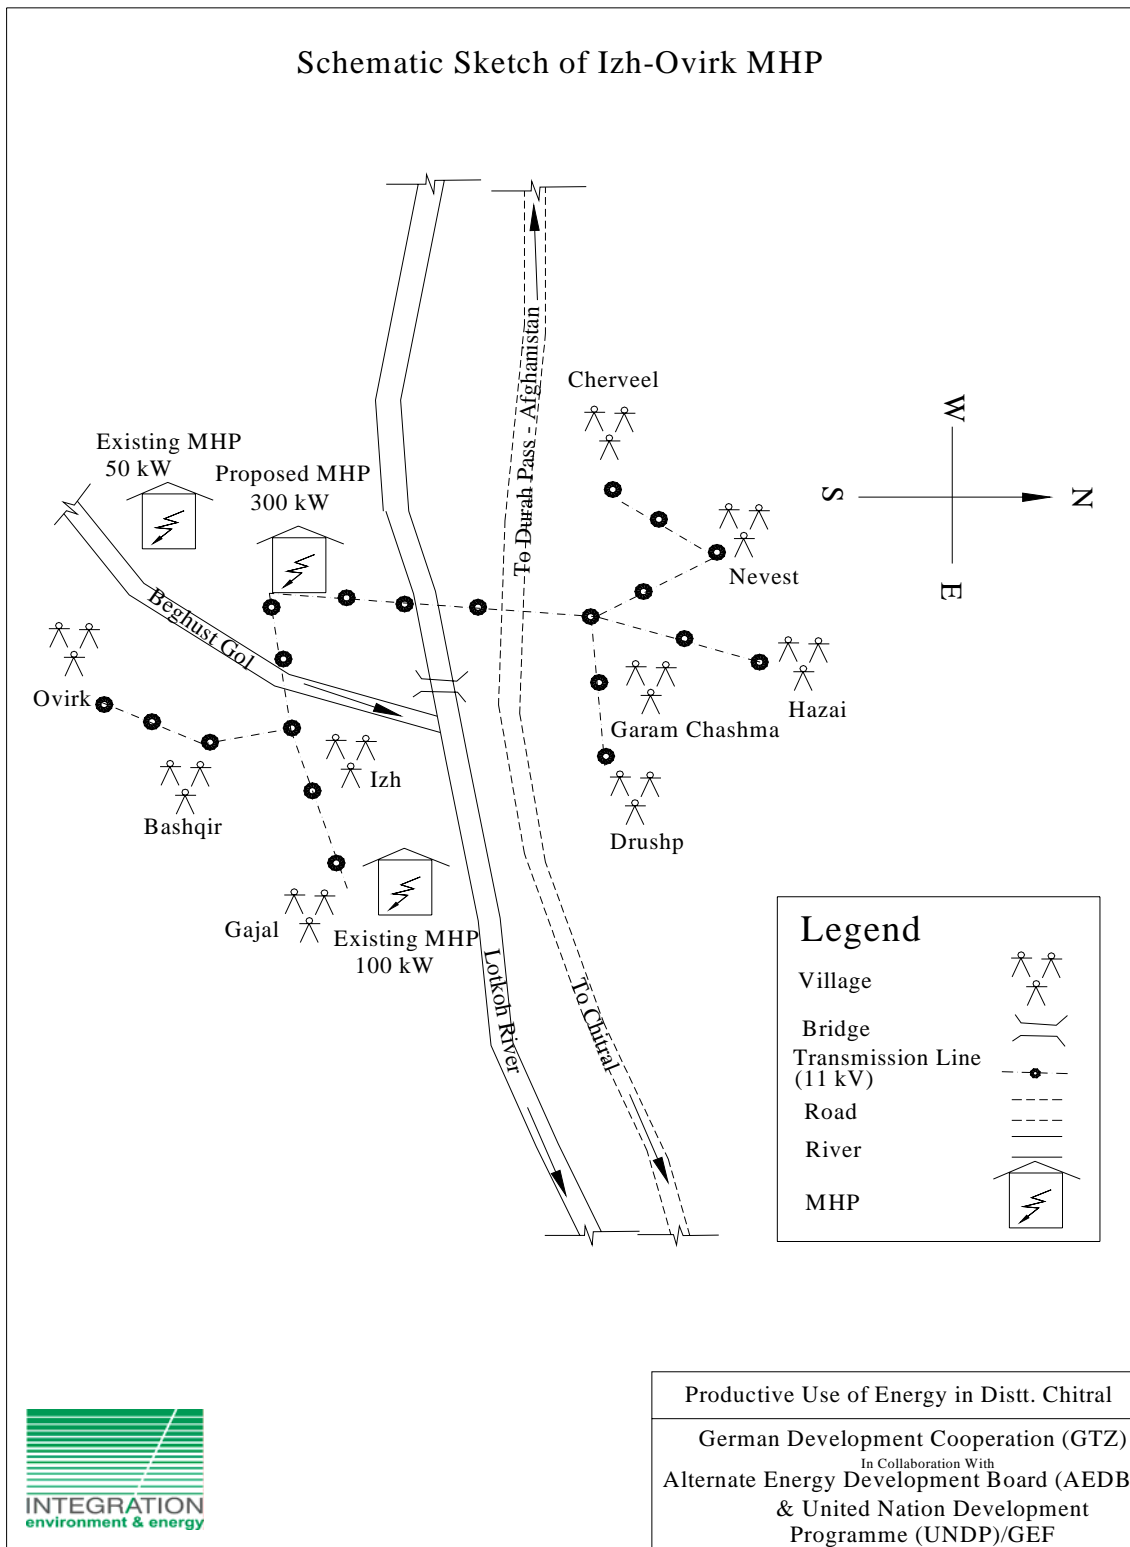 Schematic Sketch of Izh-Ovirk MHP
To Durah Pass - Afghanistan
Cherveel
W
S
N
E
Existing MHP
50 kW
Proposed MHP
300 kW
Nevest
Beghust Gol
Ovirk
Hazai
Garam Chashma
Izh
Bashqir
Drushp
Gajal
Existing MHP
100 kW
Lotkoh River
To Chitral
Legend
Village
Bridge
Transmission Line
(11 kV)
Road
River
MHP
Productive Use of Energy in Distt. Chitral
German Development Cooperation (GTZ)
In Collaboration With
Alternate Energy Development Board (AEDB
& United Nation Development
Programme (UNDP)/GEF
INTEGRATION
environment & energy